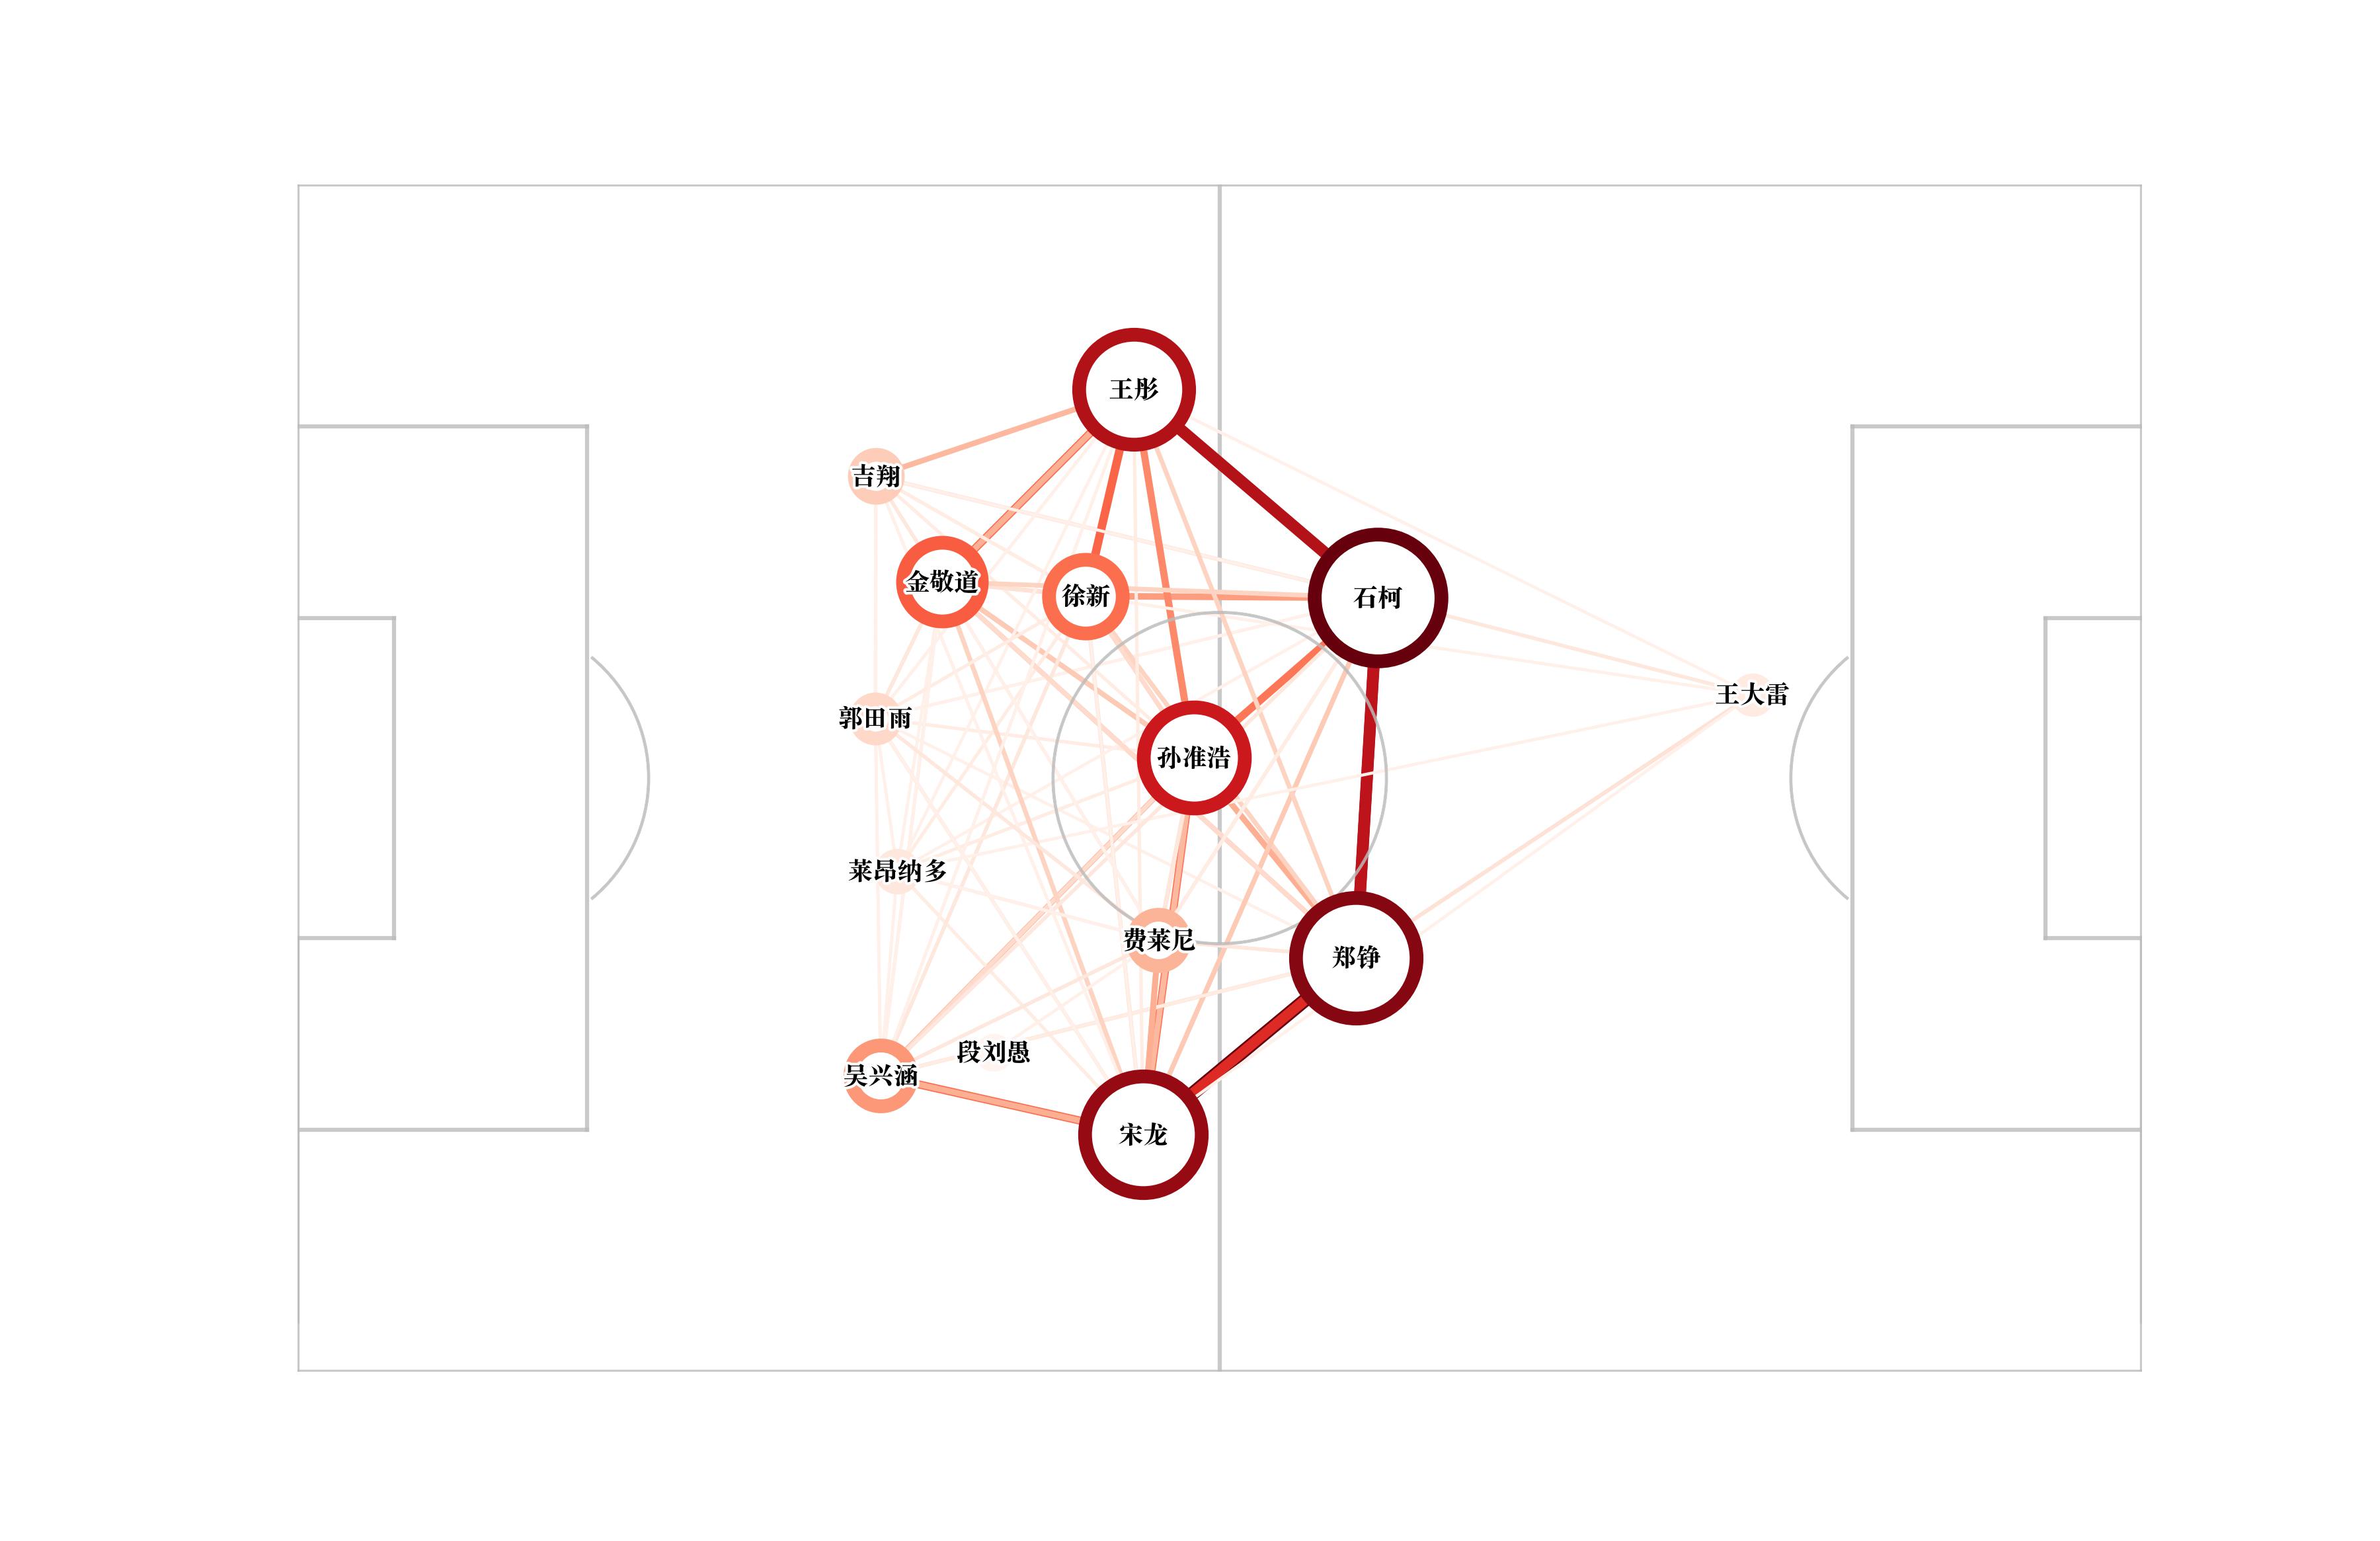 王彤
吉翔
金敬道
徐新
石柯
王大雷
郭田雨
孙准浩
莱昂纳多
费莱尼
郑铮
段刘愚
吴兴涵
宋龙